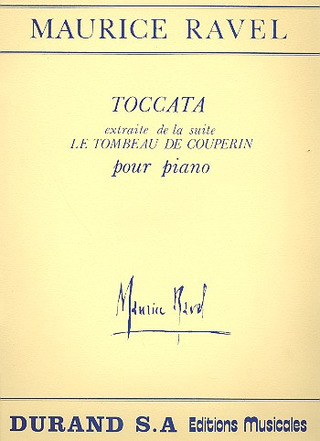 MAURICE RAVEL
TOCCATA
extraite de la suite
LE TOMBEAU DE COUPERIN
pour piano
Maurice Ravel
DURAND S.A Editions Musicales